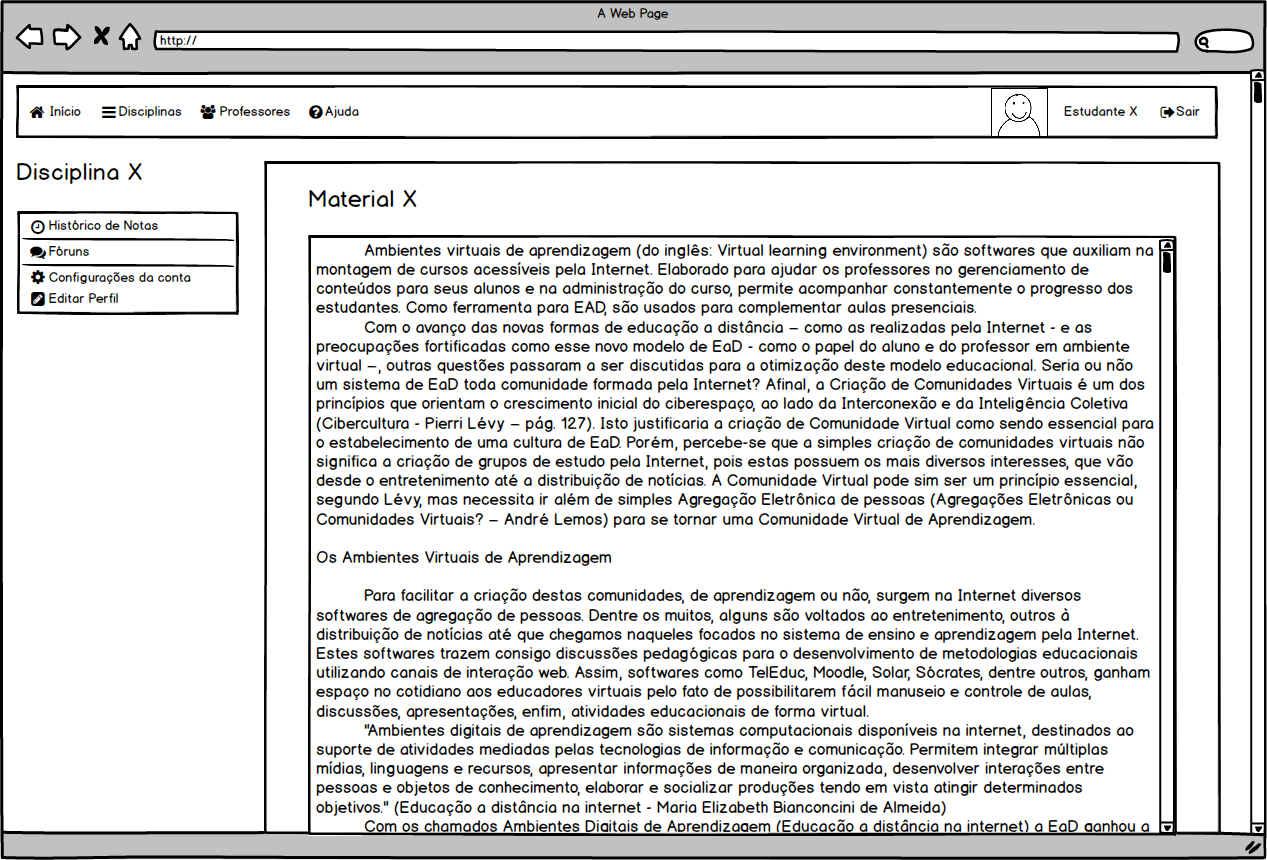 A Web Page
http://
Início Disciplinas Professores Ajuda Estudante X Sair
Disciplina X
Histórico de Notas
Fóruns
Configurações da conta
Editar Perfil
Material X
Ambientes virtuais de aprendizagem (do inglês: Virtual learning environment) são softwares que auxiliam na
montagem de cursos acessíveis pela Internet. Elaborado para ajudar os professores no gerenciamento de
conteúdos para seus alunos e na administração do curso, permite acompanhar constantemente o progresso dos
estudantes. Como ferramenta para EAD, são usados para complementar aulas presenciais.
Com o avanço das novas formas de educação a distância – como as realizadas pela Internet - e as
preocupações fortificadas como esse novo modelo de EaD - como o papel do aluno e do professor em ambiente
virtual –, outras questões passaram a ser discutidas para a otimização deste modelo educacional. Seria ou não
um sistema de EaD toda comunidade formada pela Internet? Afinal, a Criação de Comunidades Virtuais é um dos
princípios que orientam o crescimento inicial do ciberespaço, ao lado da Interconexão e da Inteligência Coletiva
(Cibercultura - Pierri Lévy – pág. 127). Isto justificaria a criação de Comunidade Virtual como sendo essencial para
o estabelecimento de uma cultura de EaD. Porém, percebe-se que a simples criação de comunidades virtuais não
significa a criação de grupos de estudo pela Internet, pois estas possuem os mais diversos interesses, que vão
desde o entretenimento até a distribuição de notícias. A Comunidade Virtual pode sim ser um princípio essencial,
segundo Lévy, mas necessita ir além de simples Agregação Eletrônica de pessoas (Agregações Eletrônicas ou
Comunidades Virtuais? – André Lemos) para se tornar uma Comunidade Virtual de Aprendizagem.
Os Ambientes Virtuais de Aprendizagem
Para facilitar a criação destas comunidades, de aprendizagem ou não, surgem na Internet diversos
softwares de agregação de pessoas. Dentre os muitos, alguns são voltados ao entretenimento, outros à
distribuição de notícias até que chegamos naqueles focados no sistema de ensino e aprendizagem pela Internet.
Estes softwares trazem consigo discussões pedagógicas para o desenvolvimento de metodologias educacionais
utilizando canais de interação web. Assim, softwares como TelEduc, Moodle, Solar, Sócrates, dentre outros, ganham
espaço no cotidiano aos educadores virtuais pelo fato de possibilitarem fácil manuseio e controle de aulas,
discussões, apresentações, enfim, atividades educacionais de forma virtual.
"Ambientes digitais de aprendizagem são sistemas computacionais disponíveis na internet, destinados ao
suporte de atividades mediadas pelas tecnologias de informação e comunicação. Permitem integrar múltiplas
mídias, linguagens e recursos, apresentar informações de maneira organizada, desenvolver interações entre
pessoas e objetos de conhecimento, elaborar e socializar produções tendo em vista atingir determinados
objetivos." (Educação a distância na internet - Maria Elizabeth Bianconcini de Almeida)
Com os chamados Ambientes Digitais de Aprendizagem (Educação a distância na internet) a EaD ganhou a